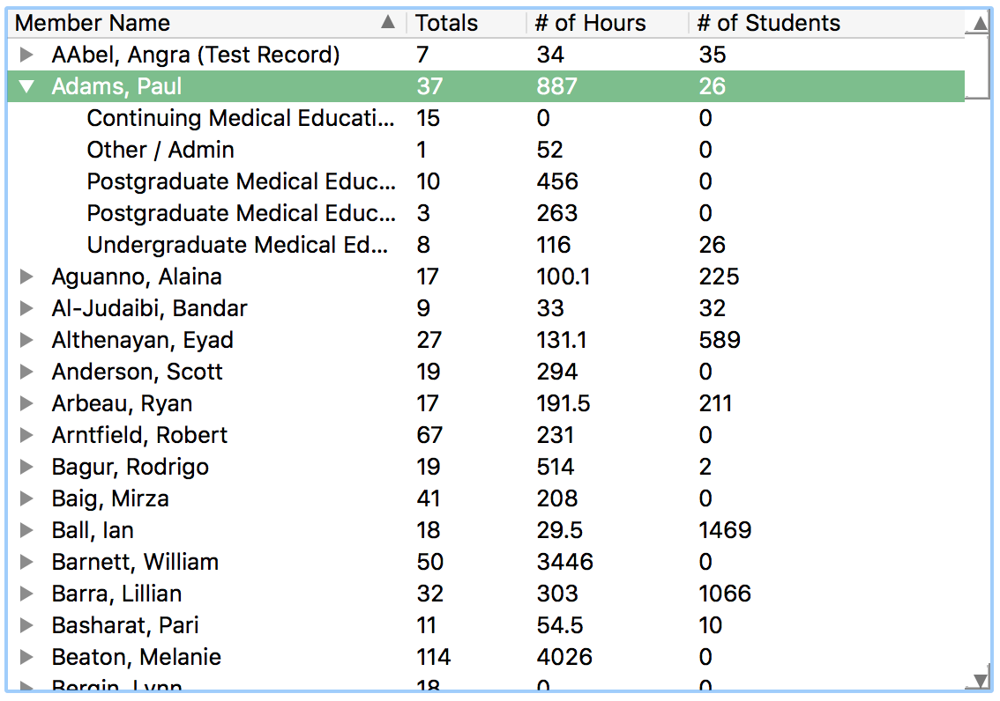 Member Name Totals # of Hours # of Students
AAbel, Angra (Test Record) 7 34 35
Adams, Paul 37 887 26
Continuing Medical Educati... 15 0 0
Other / Admin 1 52 0
Postgraduate Medical Educ... 10 456 0
Postgraduate Medical Educ... 3 263 0
Undergraduate Medical Ed... 8 116 26
Aguanno, Alaina 17 100.1 225
Al-Judaibi, Bandar 9 33 32
Althenayan, Eyad 27 131.1 589
Anderson, Scott 19 294 0
Arbeau, Ryan 17 191.5 211
Arntfield, Robert 67 231 0
Bagur, Rodrigo 19 514 2
Baig, Mirza 41 208 0
Ball, Ian 18 29.5 1469
Barnett, William 50 3446 0
Barra, Lillian 32 303 1066
Basharat, Pari 11 54.5 10
Beaton, Melanie 114 4026 0
Bergin, Lynn 18 0 0